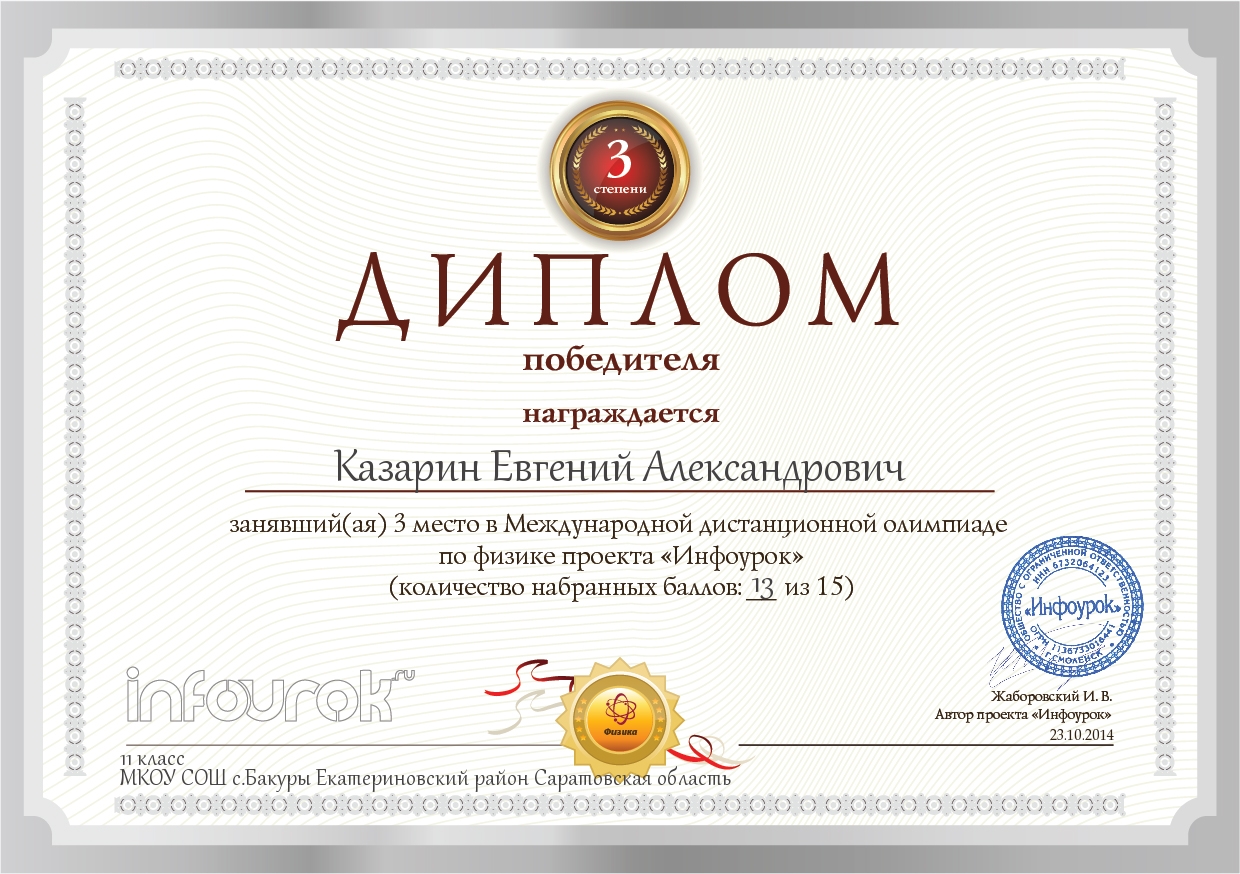 3
степени
ДИПЛОМ
победителя
награждается
Казарин Евгений Александрович
занявший(ая) 3 место в Международной дистанционной олимпиаде
по физике проекта «Инфоурок»
(количество набранных баллов: 13 из 15)
ОБЩЕСТВО С ОГРАНИЧЕННОЙ ОТВЕТСТВЕННОСТЬЮ
ИНН 6732064123
«Инфоурок»
ОГРН 1136733016441
Г.СМОЛЕНСК
infourok.ru
Физика
Жаборовский И. В.
Автор проекта «Инфоурок»
23.10.2014
11 класс
МКОУ СОШ с.Бакуры Екатериновский район Саратовская область